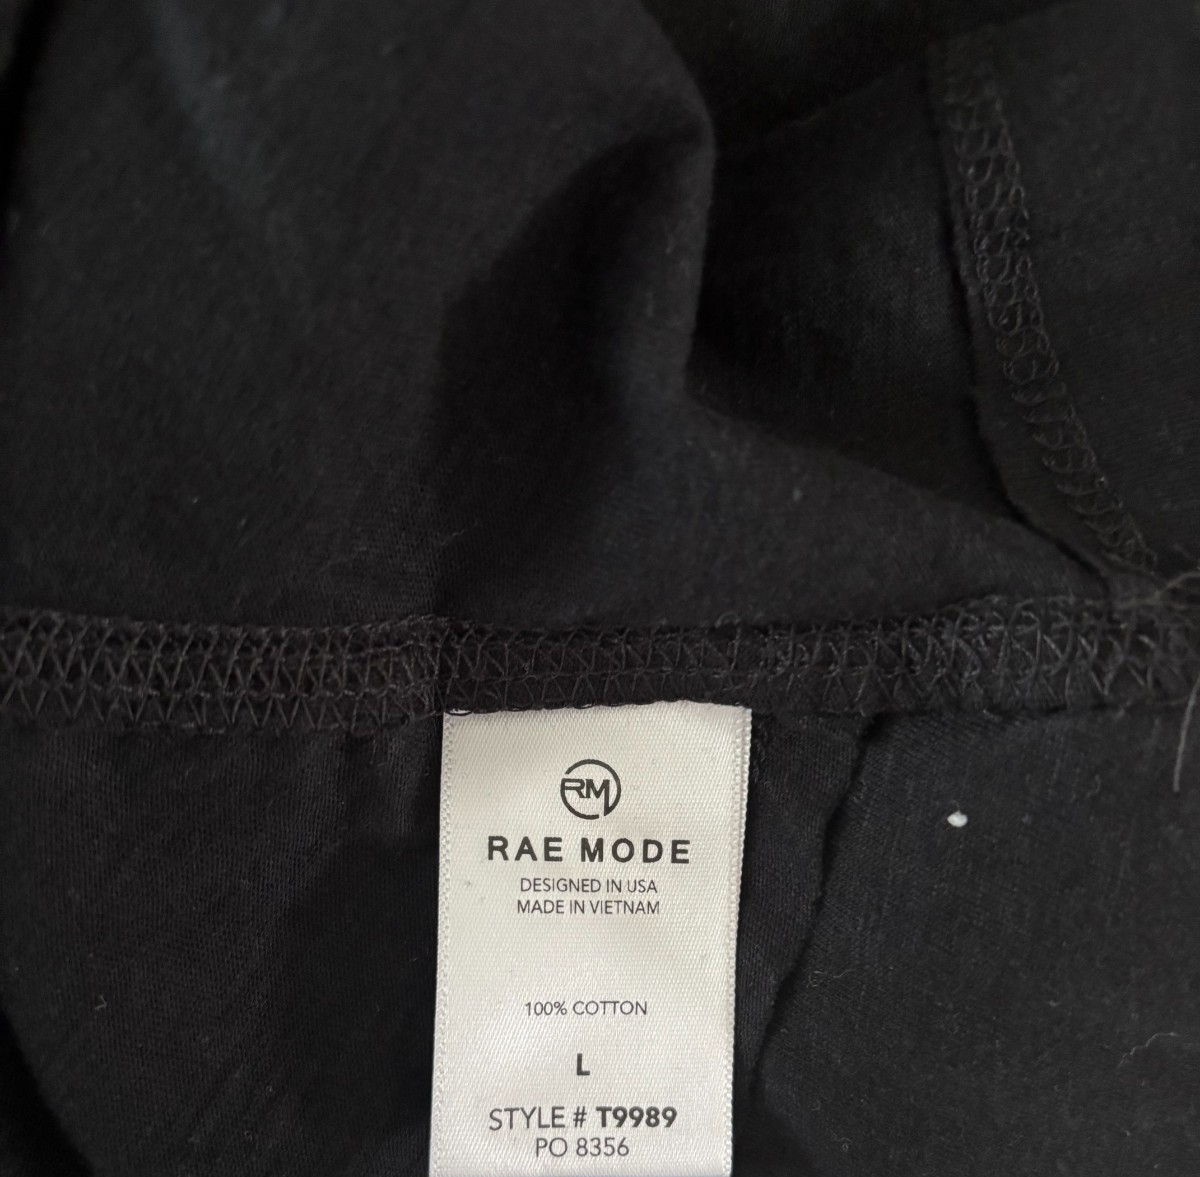 RM
RAE MODE
DESIGNED IN USA
MADE IN VIETNAM
100% COTTON
L
STYLE # T9989
PO 8356